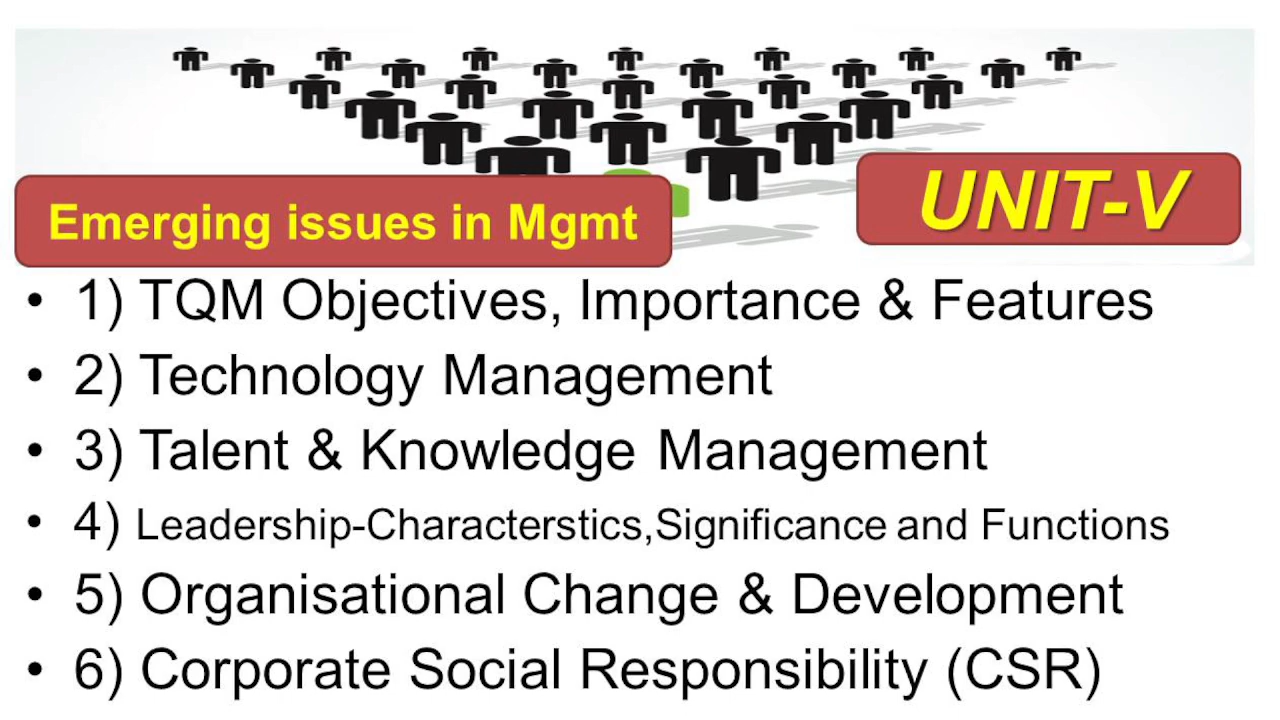 UNIT-V
Emerging issues in Mgmt
• 1) TQM Objectives, Importance & Features
• 2) Technology Management
• 3) Talent & Knowledge Management
• 4) Leadership-Characterstics,Significance and Functions
• 5) Organisational Change & Development
• 6) Corporate Social Responsibility (CSR)